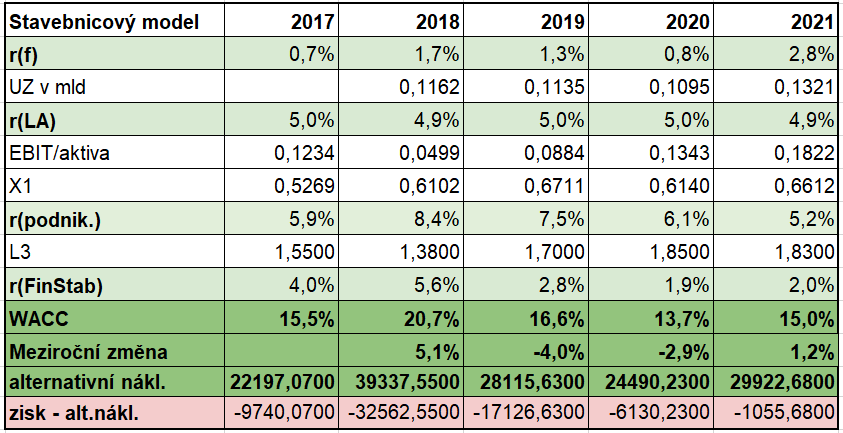 Stavebnicový model 2017 2018 2019 2020 2021
r(f) 0,7% 1,7% 1,3% 0,8% 2,8%
UZ v mld 0,1162 0,1135 0,1095 0,1321
r(LA) 5,0% 4,9% 5,0% 5,0% 4,9%
EBIT/aktiva 0,1234 0,0499 0,0884 0,1343 0,1822
X1 0,5269 0,6102 0,6711 0,6140 0,6612
r(podnik.) 5,9% 8,4% 7,5% 6,1% 5,2%
L3 1,5500 1,3800 1,7000 1,8500 1,8300
r(FinStab) 4,0% 5,6% 2,8% 1,9% 2,0%
WACC 15,5% 20,7% 16,6% 13,7% 15,0%
Meziroční změna 5,1% -4,0% -2,9% 1,2%
alternativní nákl. 22197,0700 39337,5500 28115,6300 24490,2300 29922,6800
zisk - alt.nákl. -9740,0700 -32562,5500 -17126,6300 -6130,2300 -1055,6800